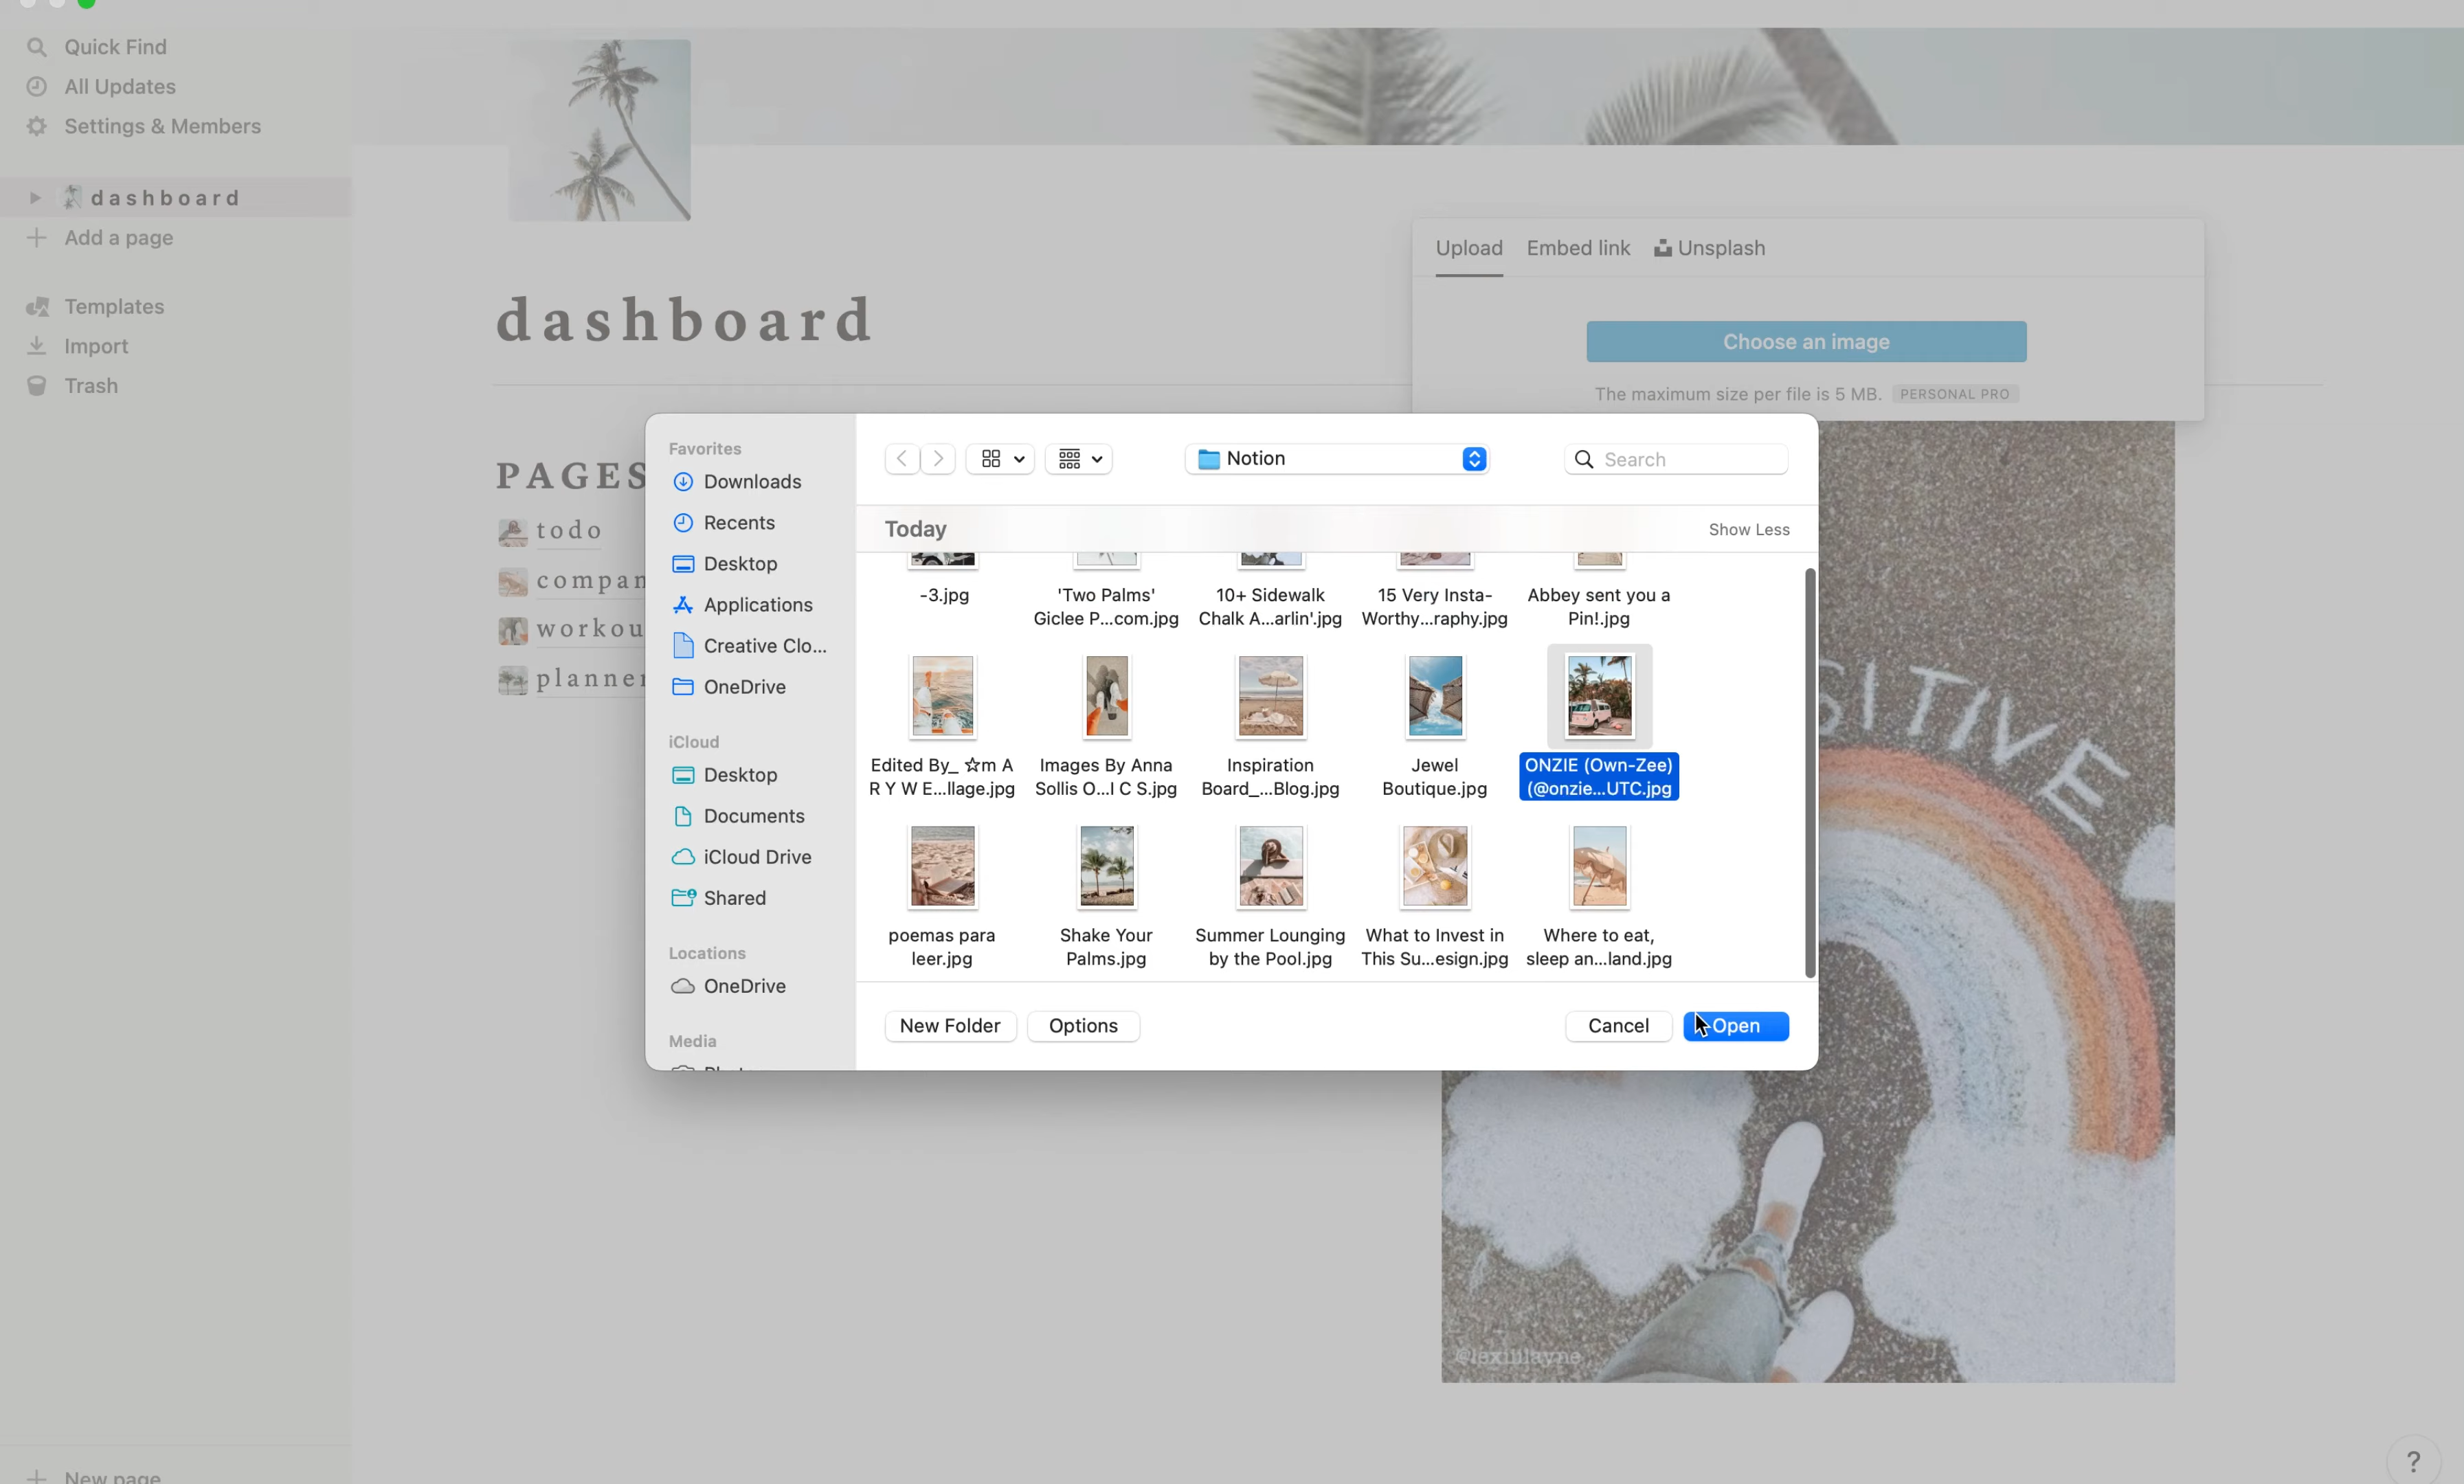 Quick Find
All Updates
Settings & Members
dashboard
Add a page
Templates
Import
Trash
dashboard
PAGES
todo
compan
workou
planner
Upload Embed link Unsplash
Choose an image
The maximum size per file is 5 MB. PERSONAL PRO
Favorites
Downloads
Recents
Desktop
Applications
Creative Clo...
OneDrive
iCloud
Desktop
Documents
iCloud Drive
Shared
Locations
OneDrive
Media
Notion
Search
Today
Show Less
-3.jpg
'Two Palms'
Giclee P...com.jpg
10+ Sidewalk
Chalk A...arlin'.jpg
15 Very Insta-
Worthy...raphy.jpg
Abbey sent you a
Pin!.jpg
Edited By_ ☆m A
R Y W E...llage.jpg
Images By Anna
Sollis O...I C S.jpg
Inspiration
Board_...Blog.jpg
Jewel
Boutique.jpg
ONZIE (Own-Zee)
(@onzie...UTC.jpg
poemas para
leer.jpg
Shake Your
Palms.jpg
Summer Lounging
by the Pool.jpg
What to Invest in
This Su...esign.jpg
Where to eat,
sleep an...land.jpg
New Folder
Options
Cancel
Open
SITIVE
New page
?